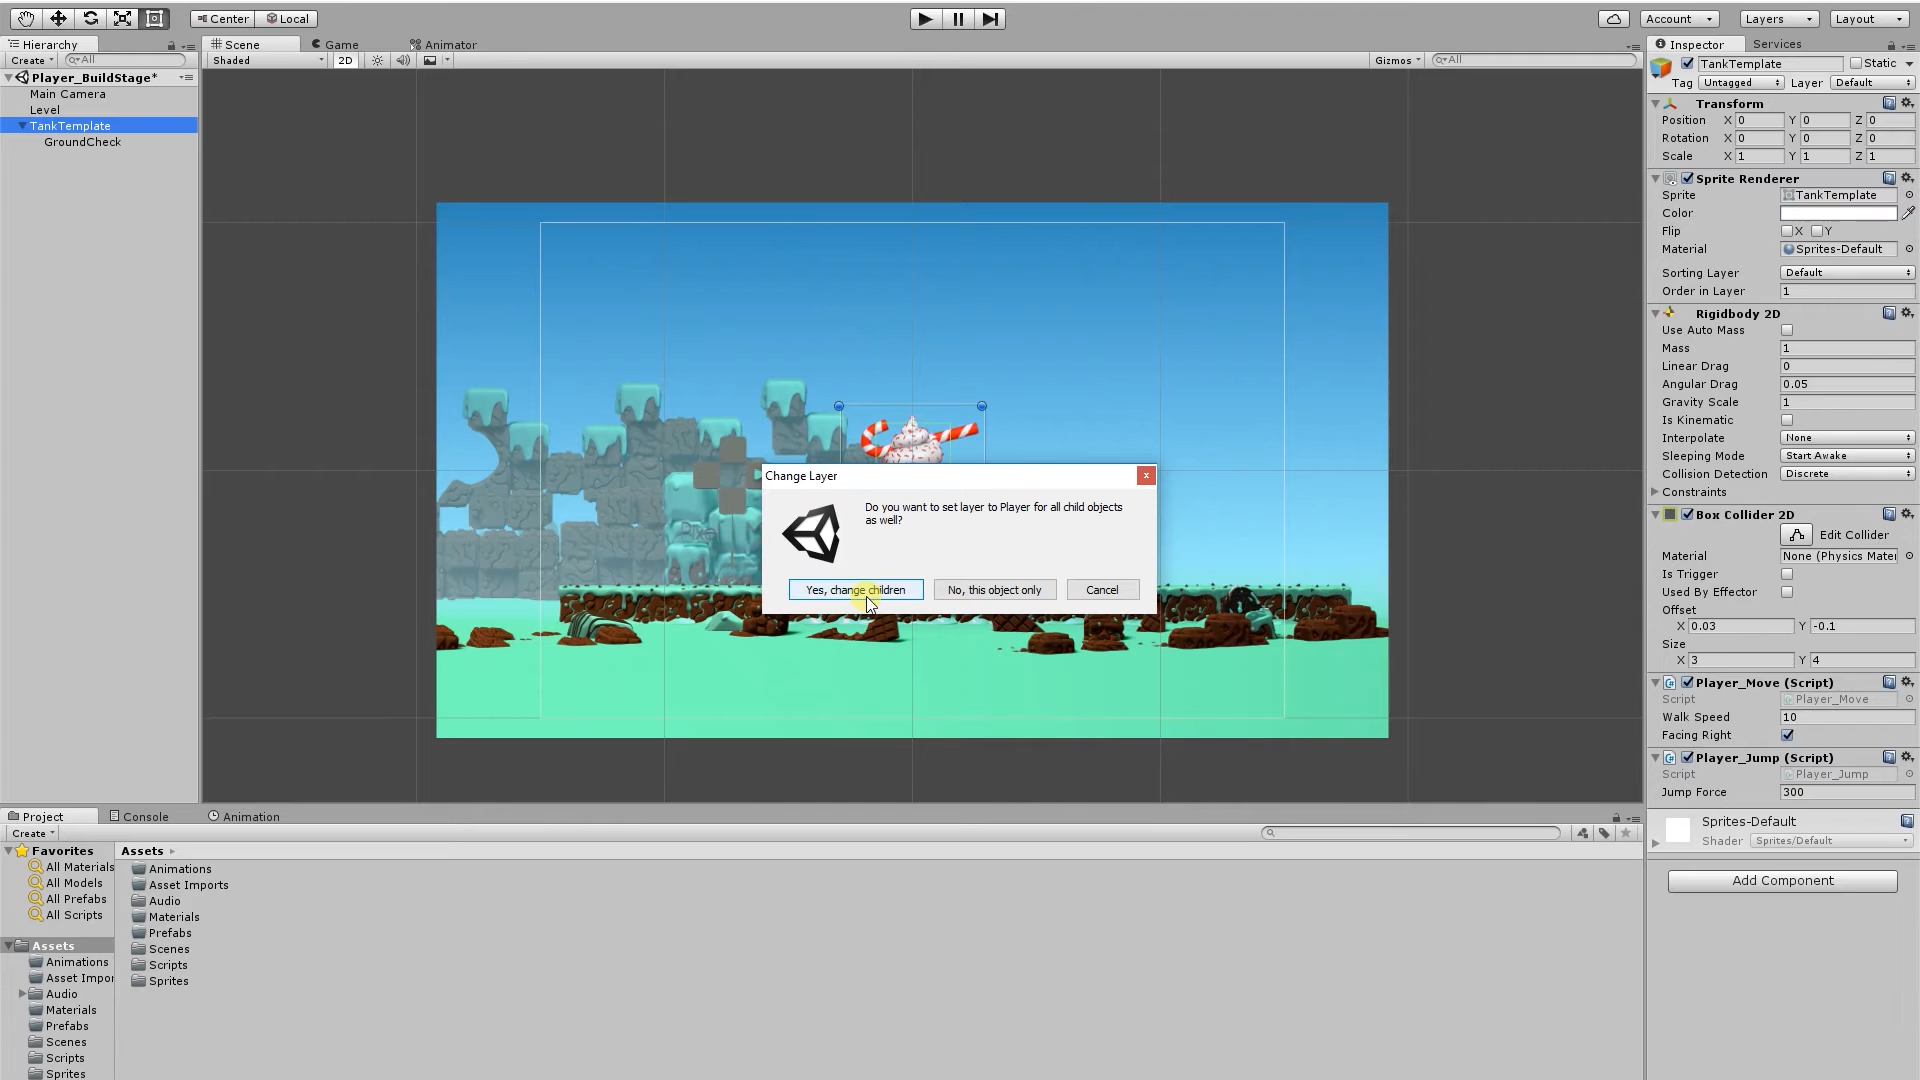 Center Local Account Layers Layout
Hierarchy
Create All
Player_BuildStage*
Main Camera
Level
TankTemplate
GroundCheck
Scene Game Animator
Shaded 2D Gizmos All
Change Layer x
Do you want to set layer to Player for all child objects
as well?
Yes, change children No, this object only Cancel
Inspector Services
TankTemplate Static
Tag Untagged Layer Default
Transform
Position X 0 Y 0 Z 0
Rotation X 0 Y 0 Z 0
Scale X 1 Y 1 Z 1
Sprite Renderer
Sprite TankTemplate
Color
Flip X Y
Material Sprites-Default
Sorting Layer Default
Order in Layer 1
Rigidbody 2D
Use Auto Mass
Mass 1
Linear Drag 0
Angular Drag 0.05
Gravity Scale 1
Is Kinematic
Interpolate None
Sleeping Mode Start Awake
Collision Detection Discrete
Constraints
Box Collider 2D
Edit Collider
Material None (Physics Mater
Is Trigger
Used By Effector
Offset
X 0.03 Y -0.1
Size
X 3 Y 4
Player_Move (Script)
Script Player_Move
Walk Speed 10
Facing Right
Player_Jump (Script)
Script Player_Jump
Jump Force 300
Sprites-Default
Shader Sprites/Default
Add Component
Project Console Animation
Create
Favorites
All Materials
All Models
All Prefabs
All Scripts
Assets
Animations
Asset Impor
Audio
Materials
Prefabs
Scenes
Scripts
Sprites
Assets
Animations
Asset Imports
Audio
Materials
Prefabs
Scenes
Scripts
Sprites